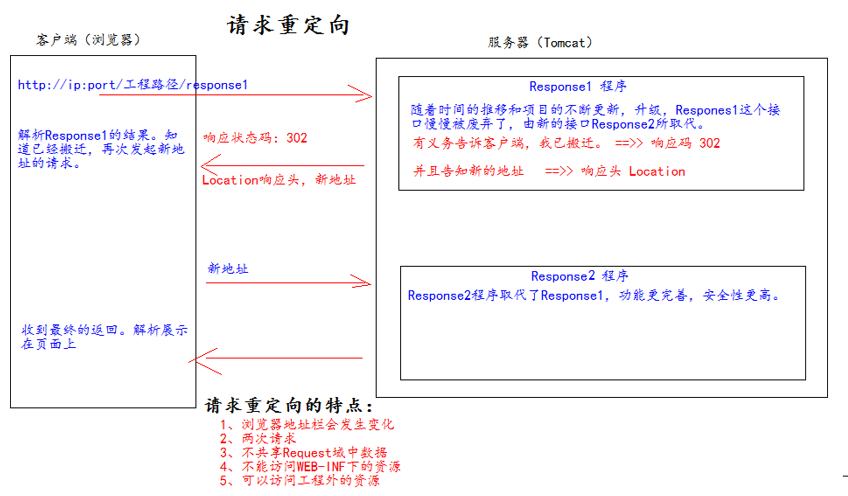 请求重定向
客户端（浏览器）
服务器（Tomcat）
http://ip:port/工程路径/response1
Response1 程序
随着时间的推移和项目的不断更新，升级，Respones1这个接
口慢慢被废弃了，由新的接口Response2所取代。
有义务告诉客户端，我已搬迁。 ==>> 响应码 302
并且告知新的地址 ==>> 响应头 Location
解析Response1的结果。知
道已经搬迁，再次发起新地
址的请求。
响应状态码：302
Location响应头，新地址
新地址
Response2 程序
Response2程序取代了Response1，功能更完善，安全性更高。
收到最终的返回。解析展示
在页面上
请求重定向的特点：
1、浏览器地址栏会发生变化
2、两次请求
3、不共享Request域中数据
4、不能访问WEB-INF下的资源
5、可以访问工程外的资源